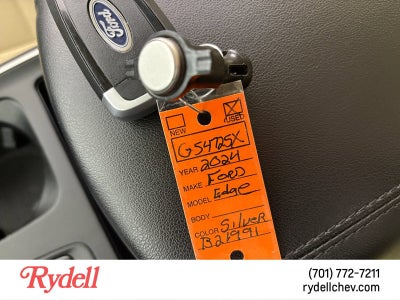 Ford
NEW
USED
G5475X
YEAR 2024
MAKE FORD
MODEL Edge
BODY
COLOR SilveR
B21991
Rydell
(701) 772-7211
rydellchev.com